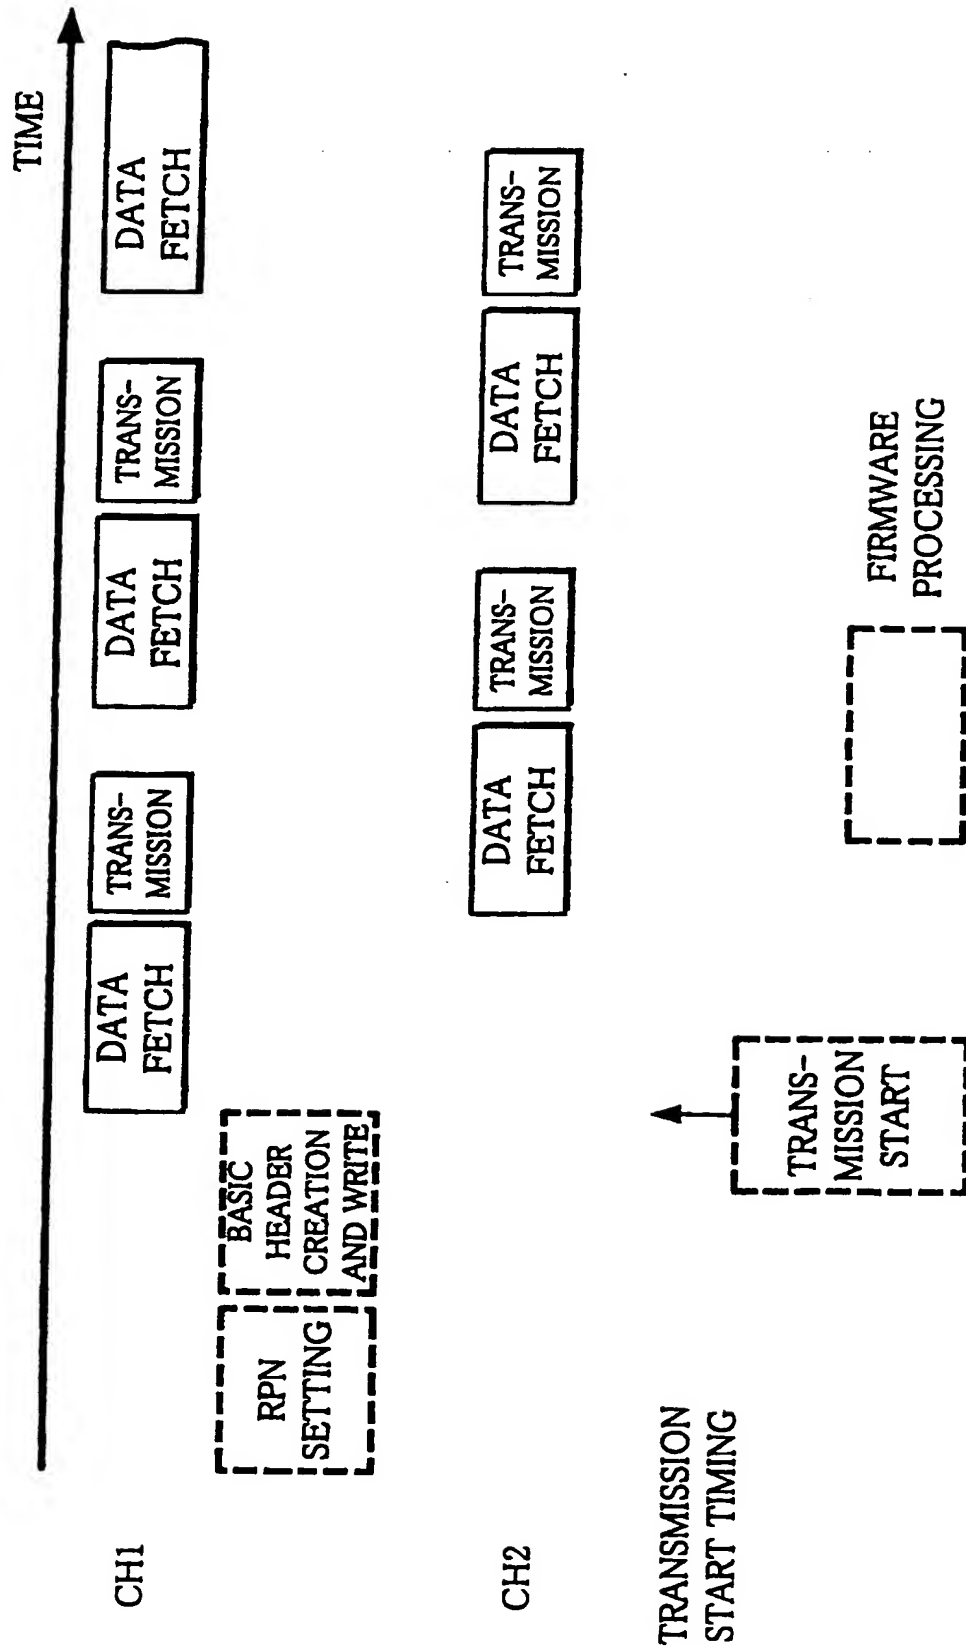 TIME
CH1
RPN
SETTING
BASIC
HEADER
CREATION
AND WRITE
DATA
FETCH
TRANS-
MISSION
DATA
FETCH
TRANS-
MISSION
DATA
FETCH
CH2
DATA
FETCH
TRANS-
MISSION
DATA
FETCH
TRANS-
MISSION
TRANSMISSION
START TIMING
TRANS-
MISSION
START
FIRMWARE
PROCESSING